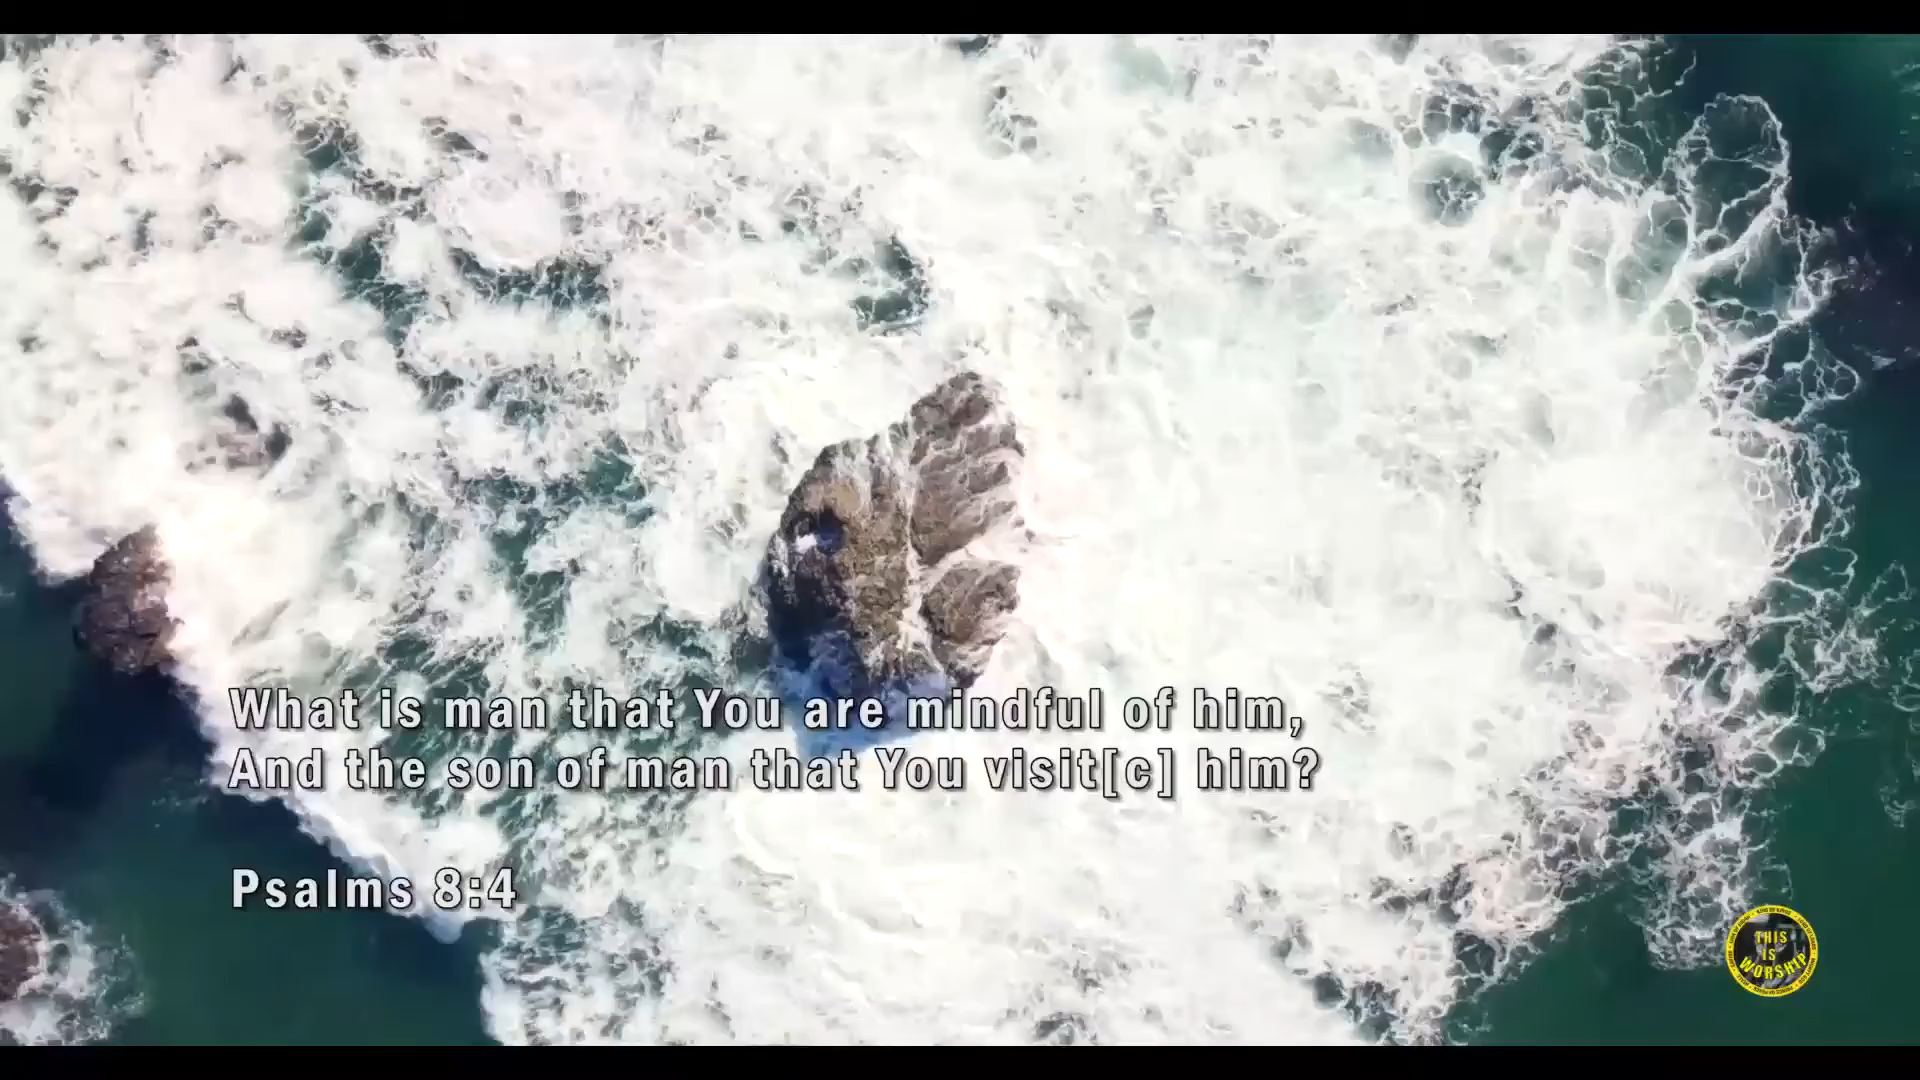 What is man that You are mindful of him,
And the son of man that You visit[c] him?
Psalms 8:4
THIS
IS
WORSHIP